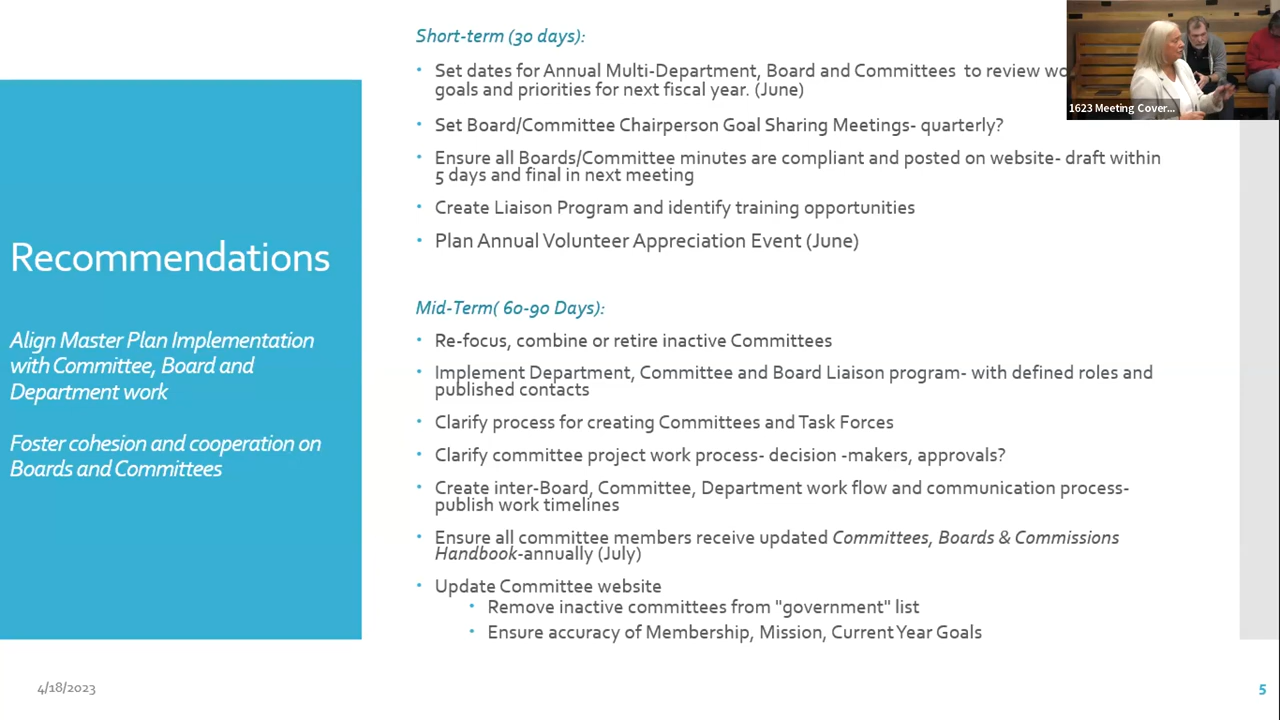 Recommendations
Align Master Plan Implementation
with Committee, Board and
Department work
Foster cohesion and cooperation on
Boards and Committees
Short-term (30 days):
• Set dates for Annual Multi-Department, Board and Committees to review
goals and priorities for next fiscal year. (June)
• Set Board/Committee Chairperson Goal Sharing Meetings- quarterly?
• Ensure all Boards/Committee minutes are compliant and posted on website- draft within
5 days and final in next meeting
• Create Liaison Program and identify training opportunities
• Plan Annual Volunteer Appreciation Event (June)
Mid-Term( 60-90 Days):
• Re-focus, combine or retire inactive Committees
• Implement Department, Committee and Board Liaison program- with defined roles and
published contacts
• Clarify process for creating Committees and Task Forces
• Clarify committee project work process- decision -makers, approvals?
• Create inter-Board, Committee, Department work flow and communication process-
publish work timelines
• Ensure all committee members receive updated Committees, Boards & Commissions
Handbook-annually (July)
• Update Committee website
• Remove inactive committees from "government" list
• Ensure accuracy of Membership, Mission, Current Year Goals
1623 Meeting Cover...
4/18/2023
5